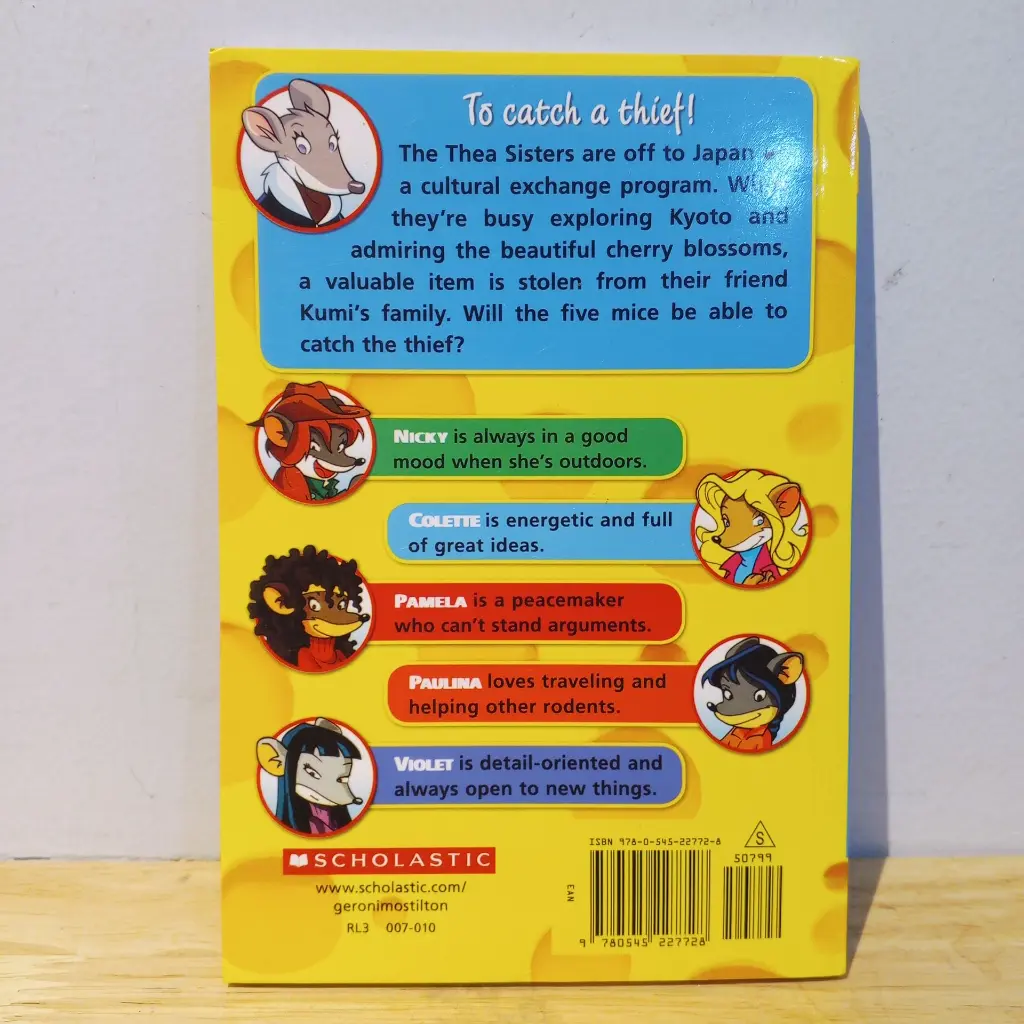 To catch a thief!
The Thea Sisters are off to Japan
a cultural exchange program.
they're busy exploring Kyoto and
admiring the beautiful cherry blossoms,
a valuable item is stolen from their friend
Kumi's family. Will the five mice be able to
catch the thief?
NICKY is always in a good
mood when she's outdoors.
COLETTE is energetic and full
of great ideas.
PAMELA is a peacemaker
who can't stand arguments.
PAULINA loves traveling and
helping other rodents.
VIOLET is detail-oriented and
always open to new things.
SCHOLASTIC
www.scholastic.com/
geronimostilton
RL3 007-010
ISBN 978-0-545-22772-8
S
50799
EAN
9 780545 227728